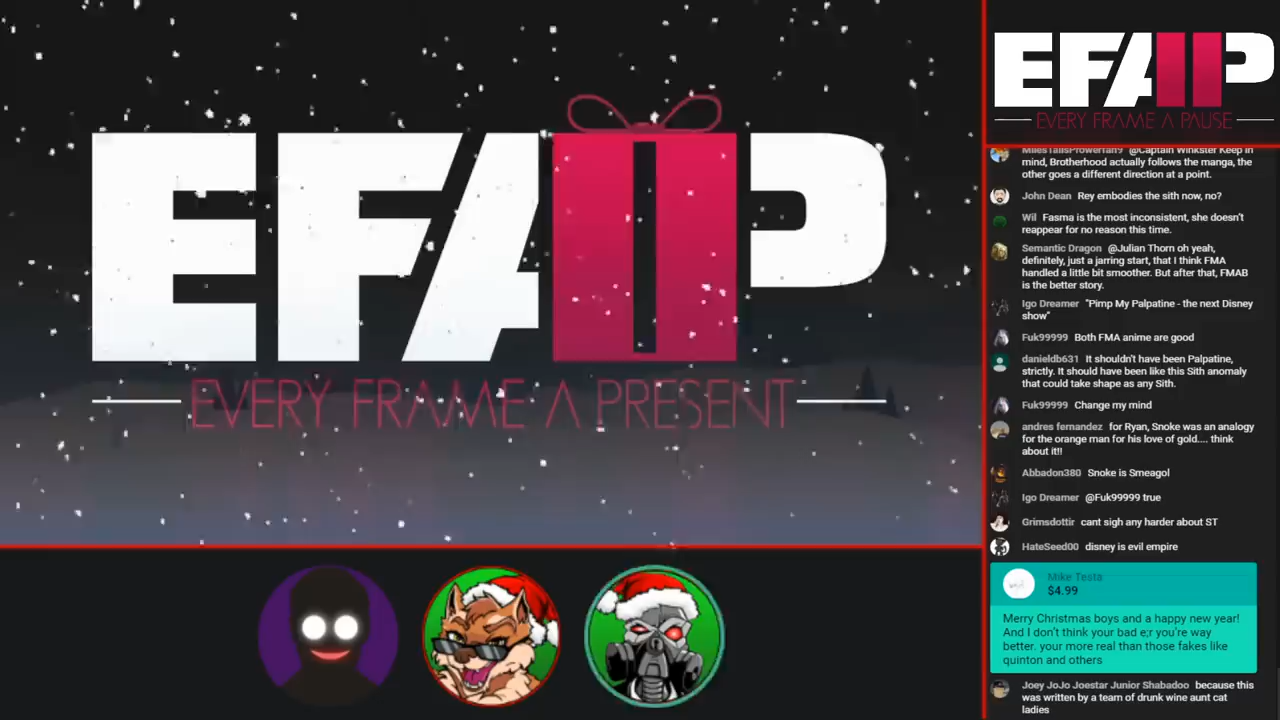 EFAP
EVERY FRAME A PRESENT
EFAP
EVERY FRAME A PAUSE
MilesTailsPrower fan9 @Captain Winkster Keep in
mind, Brotherhood actually follows the manga, the
other goes a different direction at a point.
John Dean Rey embodies the sith now, no?
Wil Fasma is the most inconsistent, she doesn't
reappear for no reason this time.
Semantic Dragon @Julian Thorn oh yeah,
definitely, just a jarring start, that I think FMA
handled a little bit smoother. But after that, FMAB
is the better story.
Igo Dreamer "Pimp My Palpatine - the next Disney
show"
Fuk99999 Both FMA anime are good
danieldb631 It shouldn't have been Palpatine,
strictly. It should have been like this Sith anomaly
that could take shape as any Sith.
Fuk99999 Change my mind
andres fernandez for Ryan, Snoke was an analogy
for the orange man for his love of gold.... think
about it!!
Abbadon380 Snoke is Smeagol
Igo Dreamer @Fuk99999 true
Grimsdottir cant sigh any harder about ST
HateSeed00 disney is evil empire
Mike Testa
$4.99
Merry Christmas boys and a happy new year!
And I don't think your bad e;r you're way
better. your more real than those fakes like
quinton and others
Joey JoJo Joestar Junior Shabadoo because this
was written by a team of drunk wine aunt cat
ladies